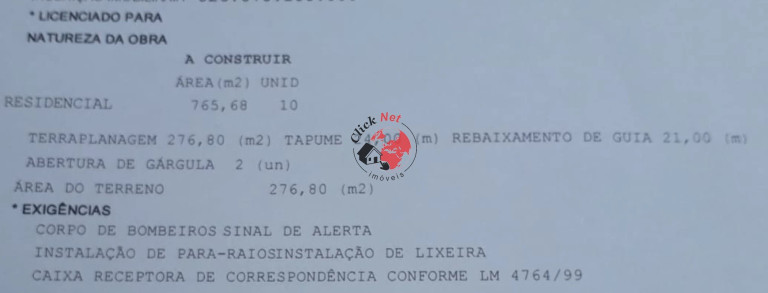 * LICENCIADO PARA
NATUREZA DA OBRA
A CONSTRUIR
ÁREA(m2) UNID
RESIDENCIAL 765,68 10
TERRAPLANAGEM 276,80 (m2) TAPUME (m) REBAIXAMENTO DE GUIA 21,00 (m)
Click Net
imóveis
ABERTURA DE GÁRGULA 2 (un)
ÁREA DO TERRENO 276,80 (m2)
* EXIGÊNCIAS
CORPO DE BOMBEIROS SINAL DE ALERTA
INSTALAÇÃO DE PARA-RAIOSINSTALAÇÃO DE LIXEIRA
CAIXA RECEPTORA DE CORRESPONDÊNCIA CONFORME LM 4764/99